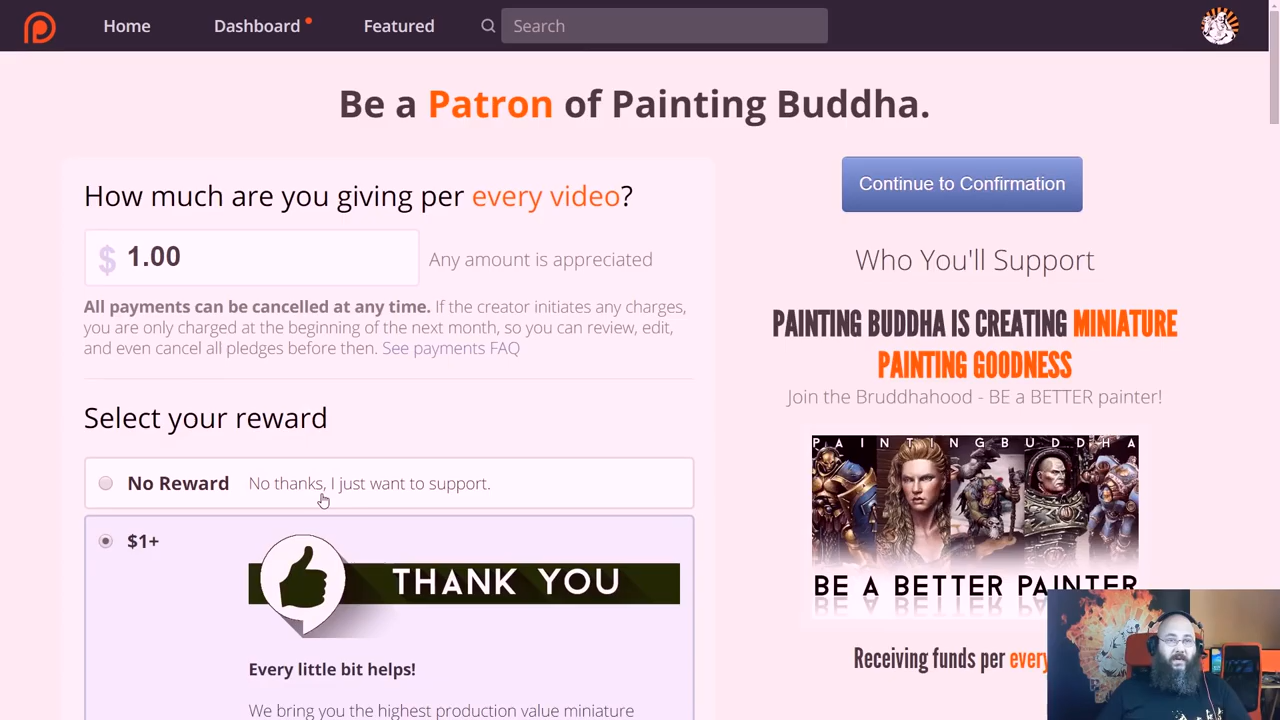 Home
Dashboard
Featured
Search
Be a Patron of Painting Buddha.
How much are you giving per every video?
$ 1.00
Any amount is appreciated
All payments can be cancelled at any time. If the creator initiates any charges,
you are only charged at the beginning of the next month, so you can review, edit,
and even cancel all pledges before then. See payments FAQ
Select your reward
No Reward
No thanks, I just want to support.
$1+
THANK YOU
Every little bit helps!
We bring you the highest production value miniature
Continue to Confirmation
Who You'll Support
PAINTING BUDDHA IS CREATING MINIATURE
PAINTING GOODNESS
Join the Bruddhahood - BE a BETTER painter!
PAINTINGBUDDHA
BE A BETTER PAINTER
Receiving funds per every